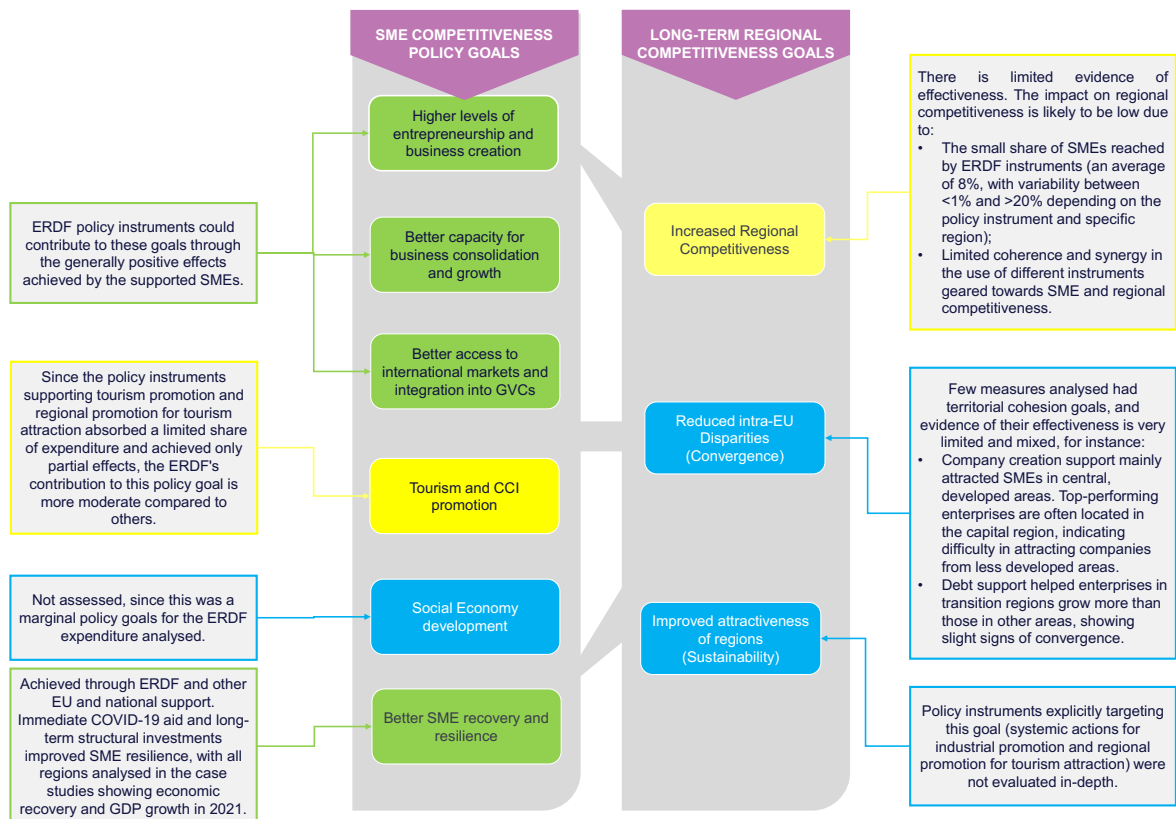 SME COMPETITIVENESS
POLICY GOALS
LONG-TERM REGIONAL
COMPETITIVENESS GOALS
ERDF policy instruments could
contribute to these goals through
the generally positive effects
achieved by the supported SMEs.
Since the policy instruments
supporting tourism promotion and
regional promotion for tourism
attraction absorbed a limited share
of expenditure and achieved only
partial effects, the ERDF's
contribution to this policy goal is
more moderate compared to
others.
Not assessed, since this was a
marginal policy goals for the ERDF
expenditure analysed.
Achieved through ERDF and other
EU and national support.
Immediate COVID-19 aid and long-
term structural investments
improved SME resilience, with all
regions analysed in the case
studies showing economic
recovery and GDP growth in 2021.
Higher levels of
entrepreneurship and
business creation
Better capacity for
business consolidation
and growth
Better access to
international markets and
integration into GVCs
Tourism and CCI
promotion
Social Economy
development
Better SME recovery and
resilience
Increased Regional
Competitiveness
Reduced intra-EU
Disparities
(Convergence)
Improved attractiveness
of regions
(Sustainability)
There is limited evidence of
effectiveness. The impact on regional
competitiveness is likely to be low due
to:
• The small share of SMEs reached
by ERDF instruments (an average
of 8%, with variability between
<1% and >20% depending on the
policy instrument and specific
region);
• Limited coherence and synergy in
the use of different instruments
geared towards SME and regional
competitiveness.
Few measures analysed had
territorial cohesion goals, and
evidence of their effectiveness is very
limited and mixed, for instance:
• Company creation support mainly
attracted SMEs in central,
developed areas. Top-performing
enterprises are often located in
the capital region, indicating
difficulty in attracting companies
from less developed areas.
• Debt support helped enterprises in
transition regions grow more than
those in other areas, showing
slight signs of convergence.
Policy instruments explicitly targeting
this goal (systemic actions for
industrial promotion and regional
promotion for tourism attraction) were
not evaluated in-depth.